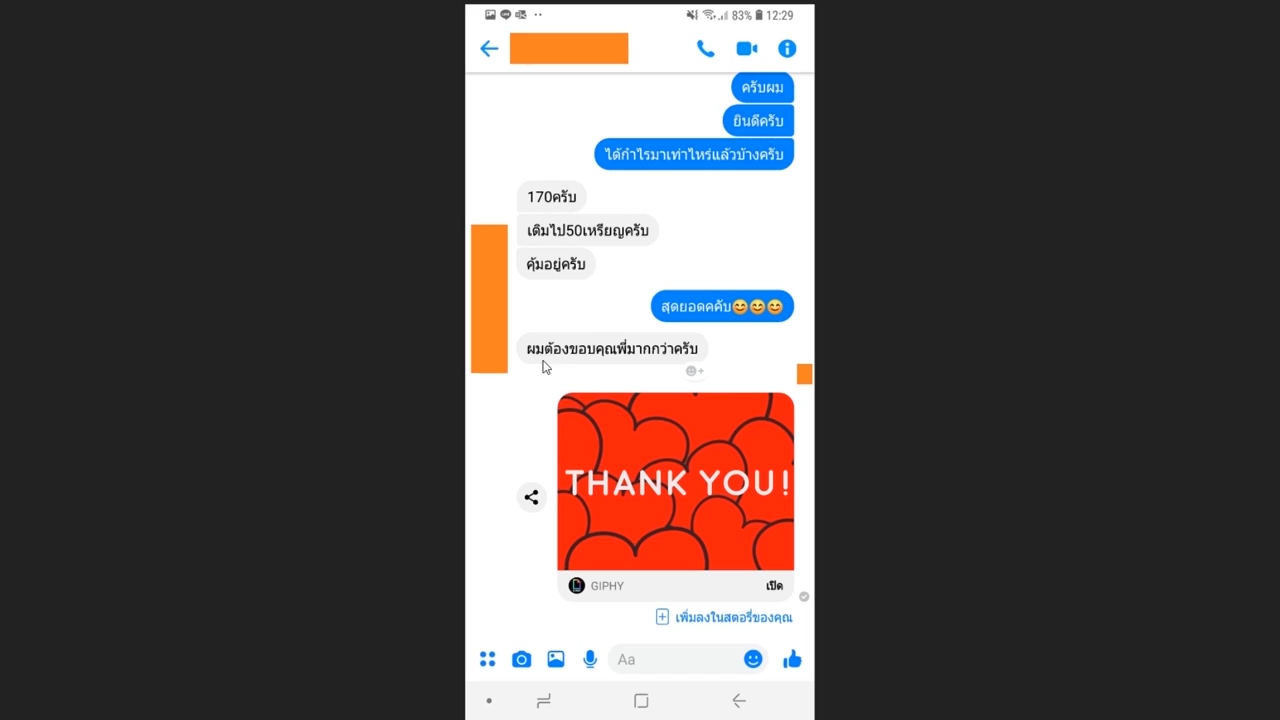 83% 12:29
ครับผม
ยินดีครับ
ได้กำไรมาเท่าไหร่แล้วบ้างครับ
170ครับ
เติมไป50เหรียญครับ
คุ้มอยู่ครับ
สุดยอดคคับ😊😊😊
ผมต้องขอบคุณพี่มากกว่าครับ
THANK YOU!
GIPHY เปิด
เพิ่มลงในสตอรี่ของคุณ
Aa